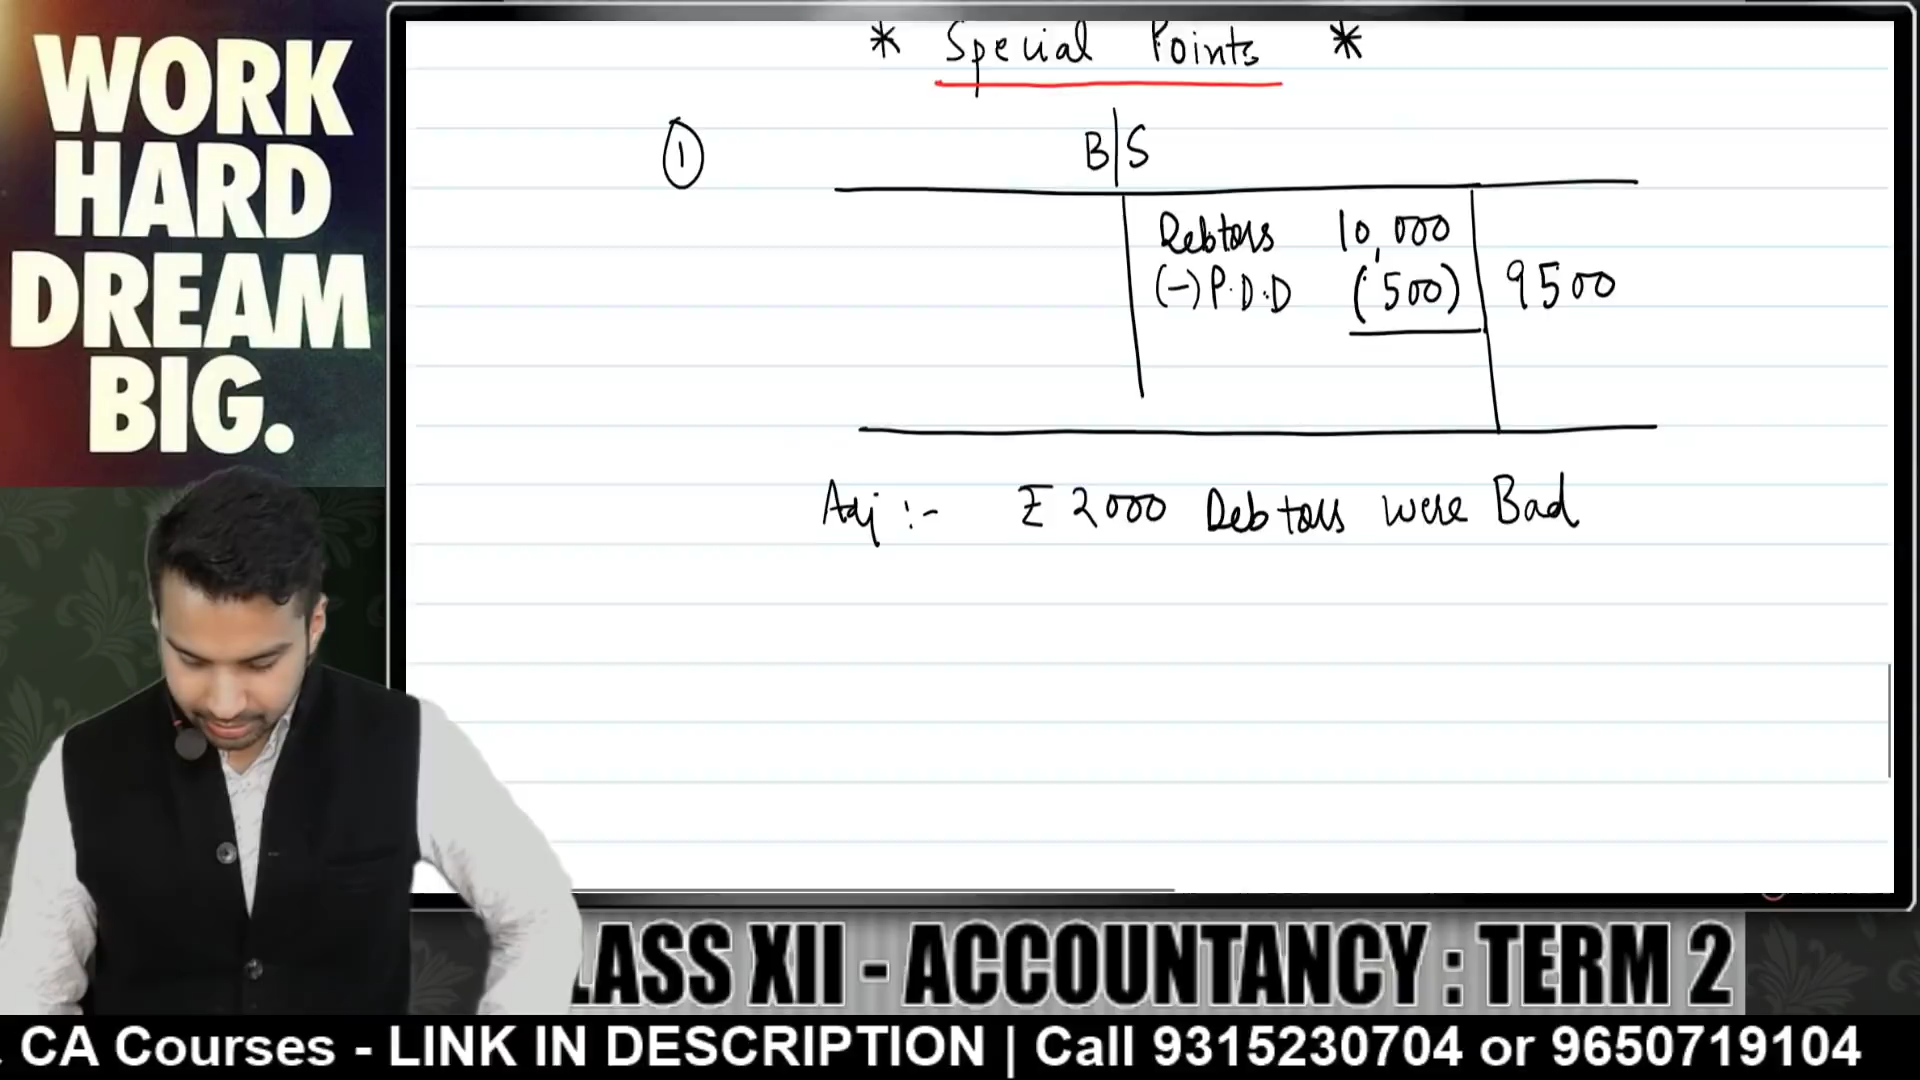 WORK
HARD
DREAM
BIG.
* Special Points *
①
B|S
Debtors 10,000
(-) P.D.D (500) 9500
Adj :- ₹ 2000 Debtors were Bad
LASS XII - ACCOUNTANCY : TERM 2
CA Courses - LINK IN DESCRIPTION | Call 9315230704 or 9650719104